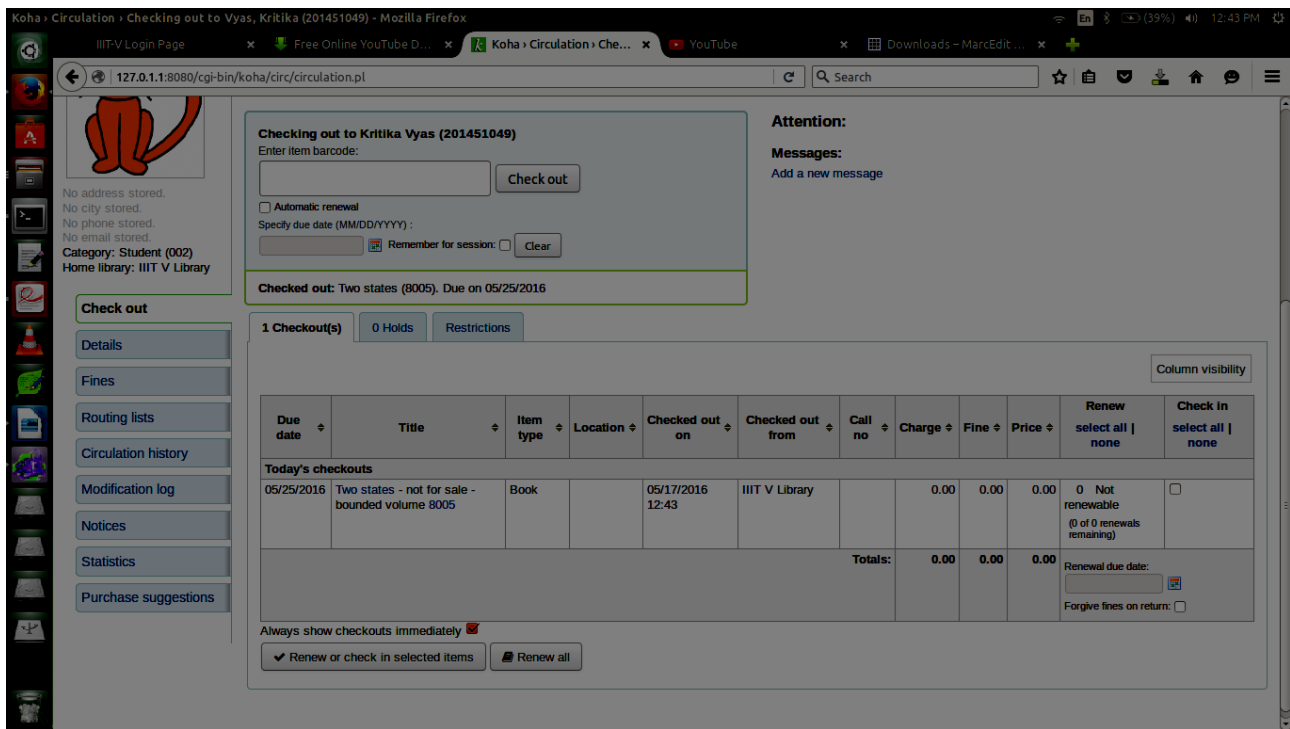 Koha › Circulation › Checking out to Vyas, Kritika (201451049) - Mozilla Firefox
En (39%) 12:43 PM
IIIT-V Login Page × Free Online YouTube D... × Koha › Circulation › Che... × YouTube × Downloads – MarcEdit ... ×
127.0.1.1:8080/cgi-bin/koha/circ/circulation.pl
Search
No address stored.
No city stored.
No phone stored.
No email stored.
Category: Student (002)
Home library: IIIT V Library
Check out
Details
Fines
Routing lists
Circulation history
Modification log
Notices
Statistics
Purchase suggestions
Checking out to Kritika Vyas (201451049)
Enter item barcode:
Check out
Automatic renewal
Specify due date (MM/DD/YYYY) :
Remember for session: Clear
Checked out: Two states (8005). Due on 05/25/2016
Attention:
Messages:
Add a new message
1 Checkout(s) 0 Holds Restrictions
Column visibility
Due date Title Item type Location Checked out on Checked out from Call no Charge Fine Price Renew select all | none Check in select all | none
Today's checkouts
05/25/2016 Two states - not for sale - bounded volume 8005 Book 05/17/2016 12:43 IIIT V Library 0.00 0.00 0.00 0 Not renewable (0 of 0 renewals remaining)
Totals: 0.00 0.00 0.00 Renewal due date:
Forgive fines on return:
Always show checkouts immediately
Renew or check in selected items Renew all